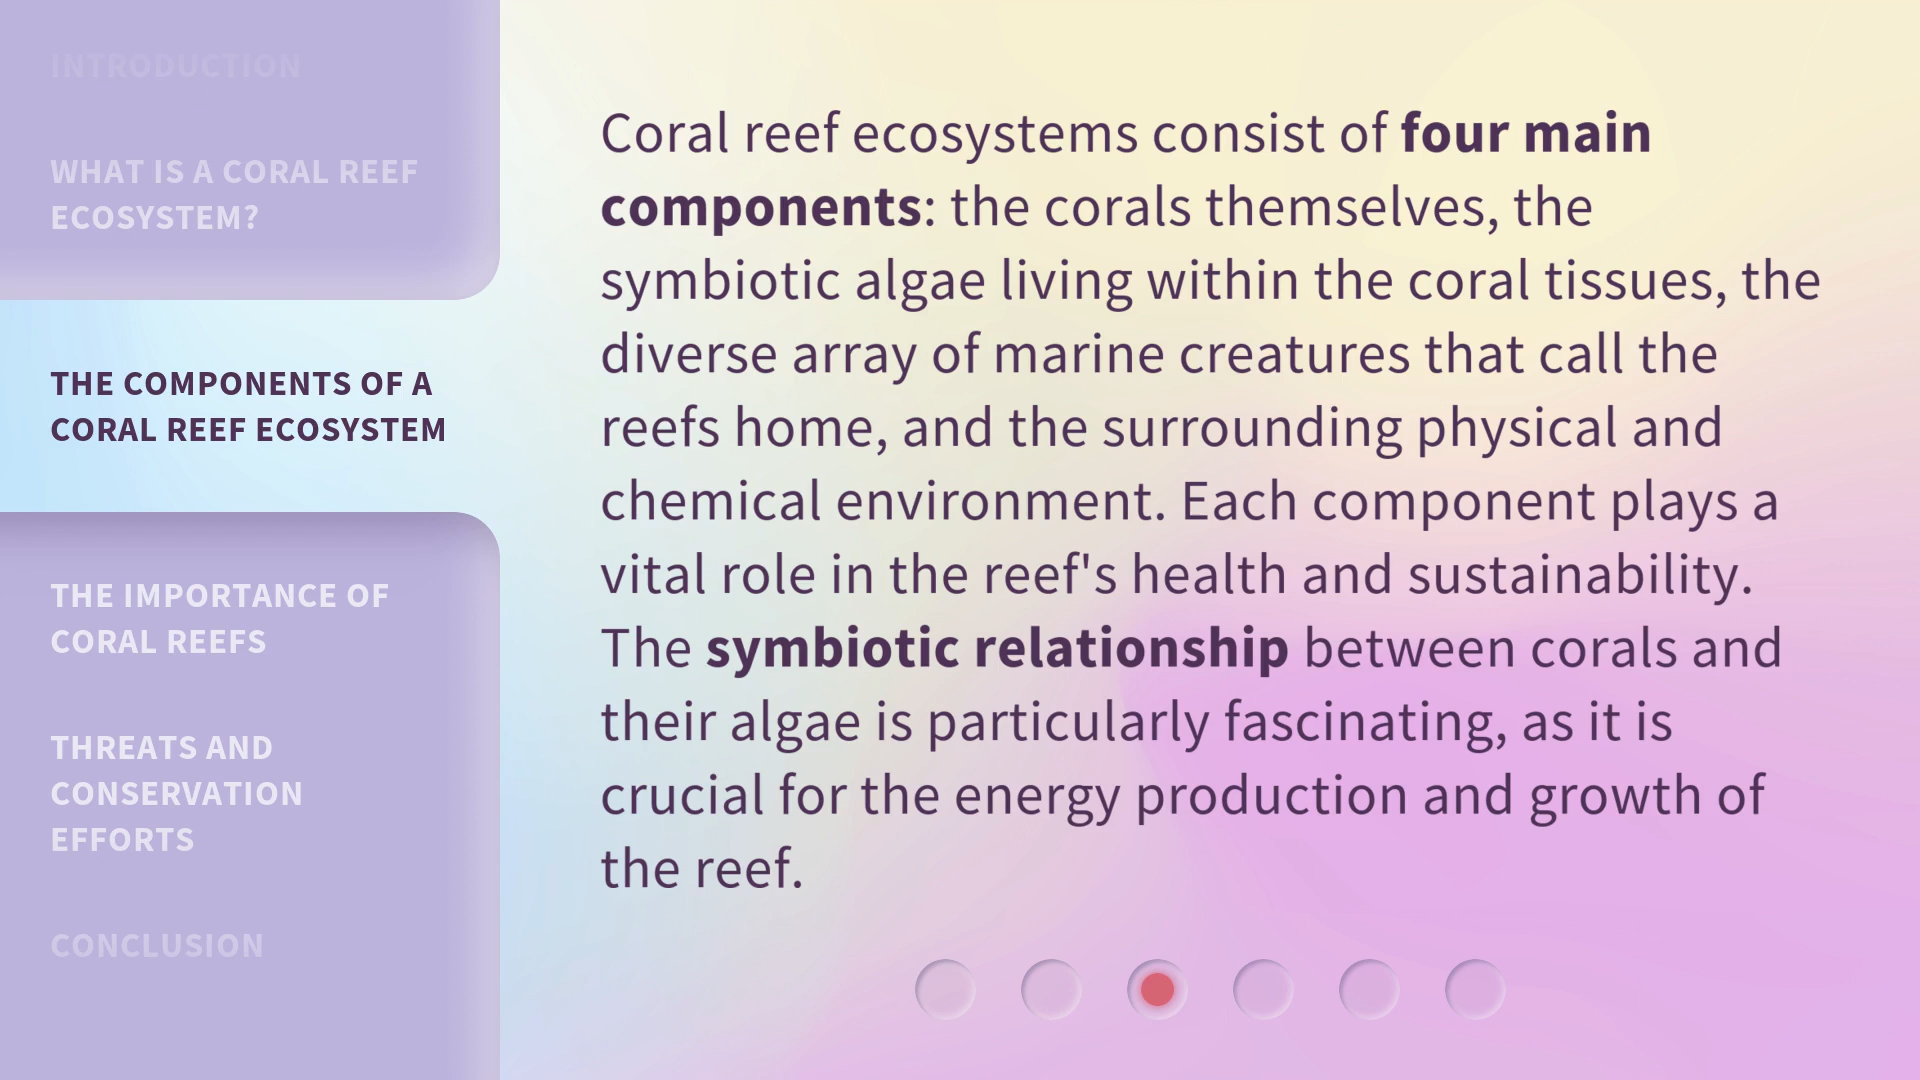 INTRODUCTION
WHAT IS A CORAL REEF
ECOSYSTEM?
THE COMPONENTS OF A
CORAL REEF ECOSYSTEM
THE IMPORTANCE OF
CORAL REEFS
THREATS AND
CONSERVATION
EFFORTS
CONCLUSION
Coral reef ecosystems consist of four main
components: the corals themselves, the
symbiotic algae living within the coral tissues, the
diverse array of marine creatures that call the
reefs home, and the surrounding physical and
chemical environment. Each component plays a
vital role in the reef's health and sustainability.
The symbiotic relationship between corals and
their algae is particularly fascinating, as it is
crucial for the energy production and growth of
the reef.